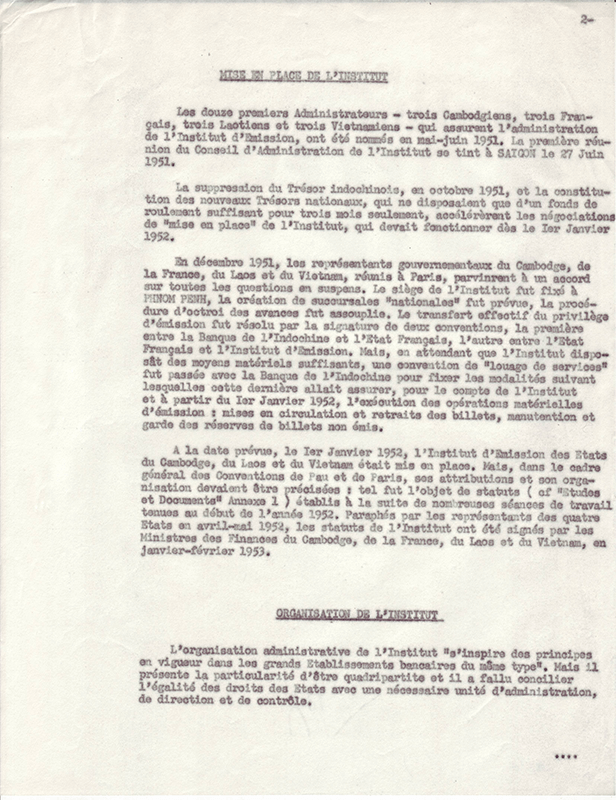 2-
MISE EN PLACE DE L'INSTITUT
Les douze premiers Administrateurs - trois Cambodgiens, trois Fran-
çais, trois Laotiens et trois Vietnamiens - qui assurent l'administration
de l'Institut d'Emission, ont été nommés en mai-juin 1951. La première réu-
nion du Conseil d'Administration de l'Institut se tint à SAIGON le 27 Juin
1951.
La suppression du Trésor indochinois, en octobre 1951, et la constitu-
tion des nouveaux Trésors nationaux, qui ne disposaient que d'un fonds de
roulement suffisant pour trois mois seulement, accélérèrent les négociations
de "mise en place" de l'Institut, qui devait fonctionner dès le Ier Janvier
1952.
En décembre 1951, les représentants gouvernementaux du Cambodge, de
la France, du Laos et du Vietnam, réunis à Paris, parvinrent à un accord
sur toutes les questions en suspens. Le siège de l'Institut fut fixé à
PHNOM PENH, la création de succursales "nationales" fut prévue, la procé-
dure d'octroi des avances fut assouplie. Le transfert effectif du privilège
d'émission fut résolu par la signature de deux conventions, la première
entre la Banque de l'Indochine et l'Etat Français, l'autre entre l'Etat
Français et l'Institut d'Emission. Mais, en attendant que l'Institut dispo-
sât des moyens matériels suffisants, une convention de "louage de services"
fut passée avec la Banque de l'Indochine pour fixer les modalités suivant
lesquelles cette dernière allait assurer, pour le compte de l'Institut
et à partir du Ier Janvier 1952, l'exécution des opérations matérielles
d'émission : mises en circulation et retraits des billets, manutention et
garde des réserves de billets non émis.
A la date prévue, le Ier Janvier 1952, l'Institut d'Emission des Etats
du Cambodge, du Laos et du Vietnam était mis en place. Mais, dans le cadre
général des Conventions de Pau et de Paris, ses attributions et son orga-
nisation devaient être précisées : tel fut l'objet de statuts ( cf "Etudes
et Documents" Annexe 1 ) établis à la suite de nombreuses séances de travail
tenues au début de l'année 1952. Paraphés par les représentants des quatre
Etats en avril-mai 1952, les statuts de l'Institut ont été signés par les
Ministres des Finances du Cambodge, de la France, du Laos et du Vietnam, en
janvier-février 1953.
ORGANISATION DE L'INSTITUT
L'organisation administrative de l'Institut "s'inspire des principes
en vigueur dans les grands Etablissements bancaires du même type". Mais il
présente la particularité d'être quadripartite et il a fallu concilier
l'égalité des droits des Etats avec une nécessaire unité d'administration,
de direction et de contrôle.
....